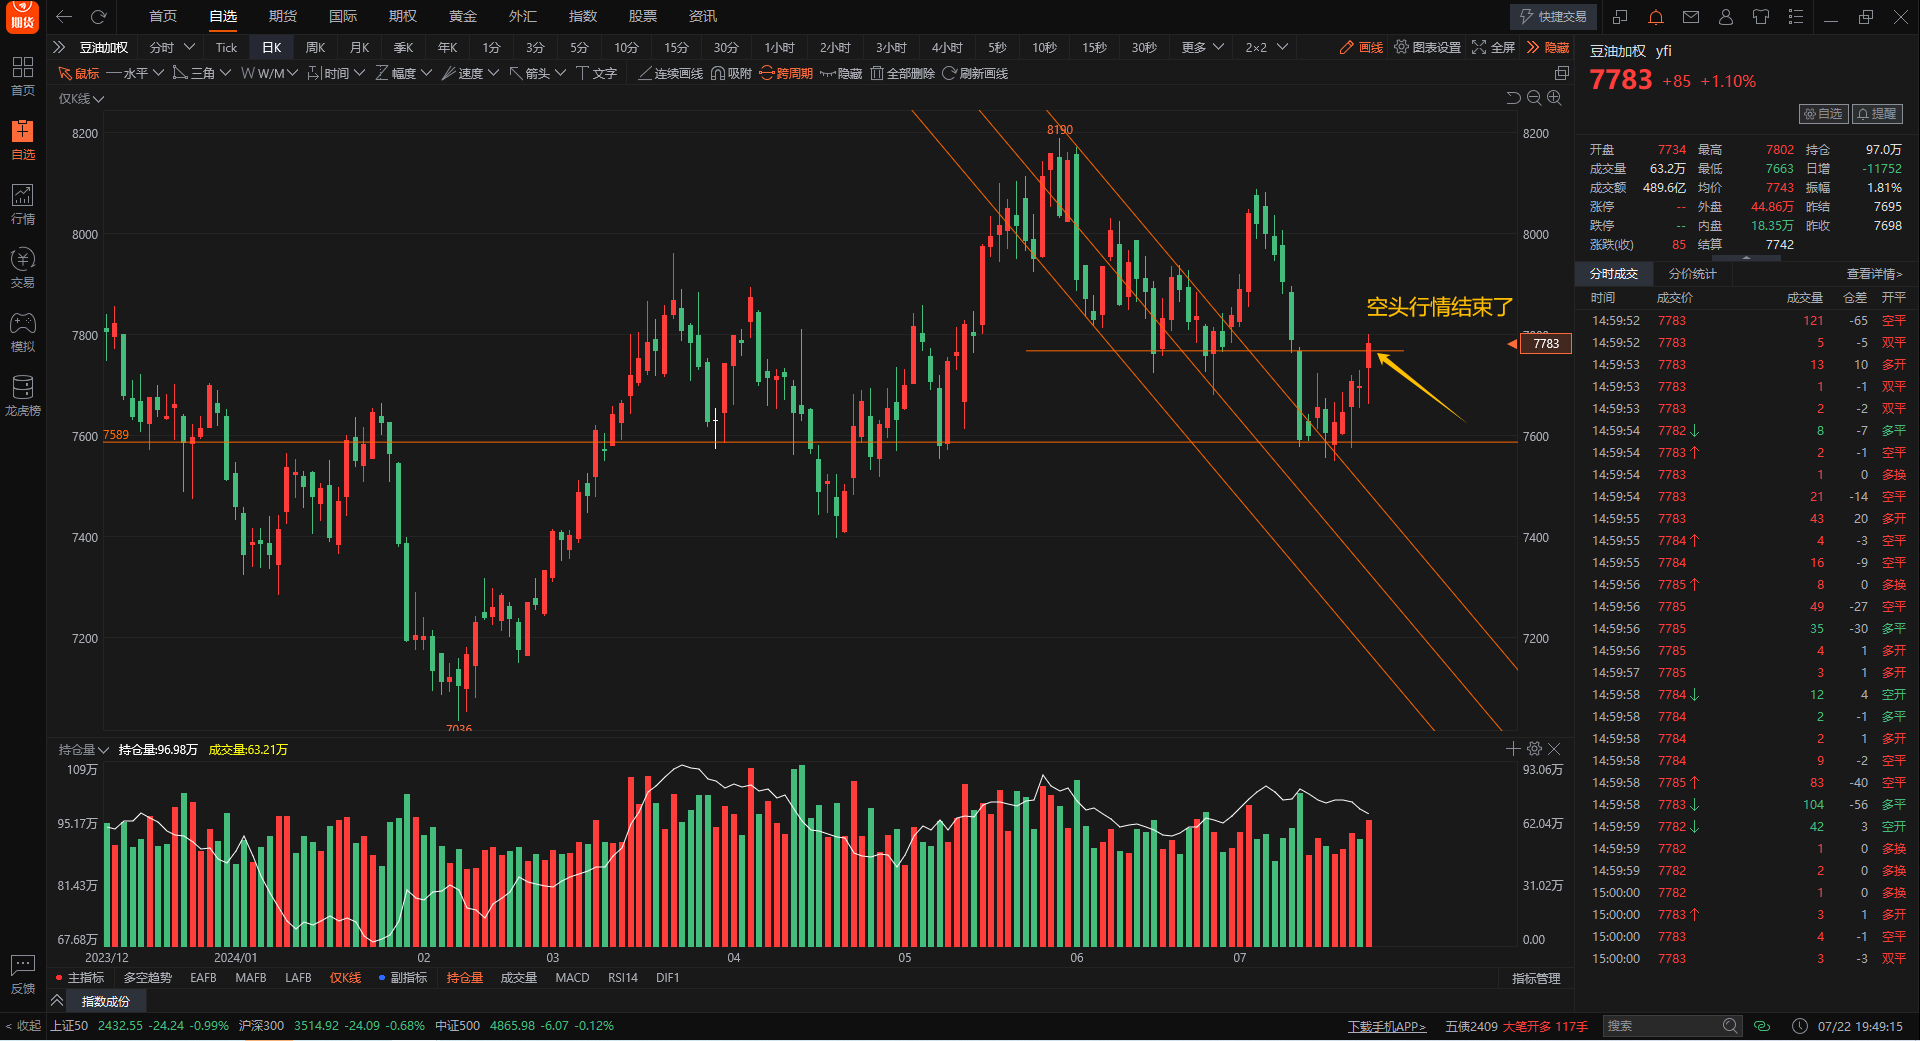 期货
首页 自选 期货 国际 期权 黄金 外汇 指数 股票 资讯
快捷交易
豆油加权 分时 Tick 日K 周K 月K 季K 年K 1分 3分 5分 10分 15分 30分 1小时 2小时 3小时 4小时 5秒 10秒 15秒 30秒 更多 2×2
画线 图表设置 全屏 隐藏
鼠标 水平 三角 W/M 时间 幅度 速度 箭头 文字 连续画线 吸附 跨周期 隐藏 全部删除 刷新画线
首页
自选
行情
交易
模拟
龙虎榜
反馈
< 收起
仅K线
8200 8190 8200
8000 8000
空头行情结束了
7800 7800
7783
7589 7600 7600
7400 7400
7200 7200
7036
持仓量 持仓量:96.98万 成交量:63.21万
109万 93.06万
95.17万 62.04万
81.43万 31.02万
67.68万 0.00
2023/12 2024/01 02 03 04 05 06 07
主指标 多空趋势 EAFB MAFB LAFB 仅K线 副指标 持仓量 成交量 MACD RSI14 DIF1 指标管理
指数成份
豆油加权 yfi
7783 +85 +1.10%
自选 提醒
开盘 7734 最高 7802 持仓 97.0万
成交量 63.2万 最低 7663 日增 -11752
成交额 489.6亿 均价 7743 振幅 1.81%
涨停 -- 外盘 44.86万 昨结 7695
跌停 -- 内盘 18.35万 昨收 7698
涨跌(收) 85 结算 7742
分时成交 分价统计 查看详情>
时间 成交价 成交量 仓差 开平
14:59:52 7783 121 -65 空平
14:59:52 7783 5 -5 双平
14:59:53 7783 13 10 多开
14:59:53 7783 1 -1 双平
14:59:53 7783 2 -2 双平
14:59:54 7782↓ 8 -7 多平
14:59:54 7783↑ 2 -1 空平
14:59:54 7783 1 0 多换
14:59:54 7783 21 -14 空平
14:59:55 7783 43 20 多开
14:59:55 7784↑ 4 -3 空平
14:59:55 7784 16 -9 空平
14:59:56 7785↑ 8 0 多换
14:59:56 7785 49 -27 空平
14:59:56 7785 35 -30 多平
14:59:56 7785 4 1 多开
14:59:57 7785 3 1 多开
14:59:58 7784↓ 12 4 空开
14:59:58 7784 2 -1 多平
14:59:58 7784 2 1 多开
14:59:58 7784 9 -2 空平
14:59:58 7785↑ 83 -40 空平
14:59:58 7783↓ 104 -56 多平
14:59:59 7782↓ 42 3 空开
14:59:59 7782 1 0 多换
14:59:59 7782 2 0 多换
15:00:00 7782 1 0 多换
15:00:00 7783↑ 3 1 多开
15:00:00 7783 4 -1 空平
15:00:00 7783 3 -3 双平
上证50 2432.55 -24.24 -0.99% 沪深300 3514.92 -24.09 -0.68% 中证500 4865.98 -6.07 -0.12%
下载手机APP> 五债2409 大笔开多 117手 搜索 07/22 19:49:15